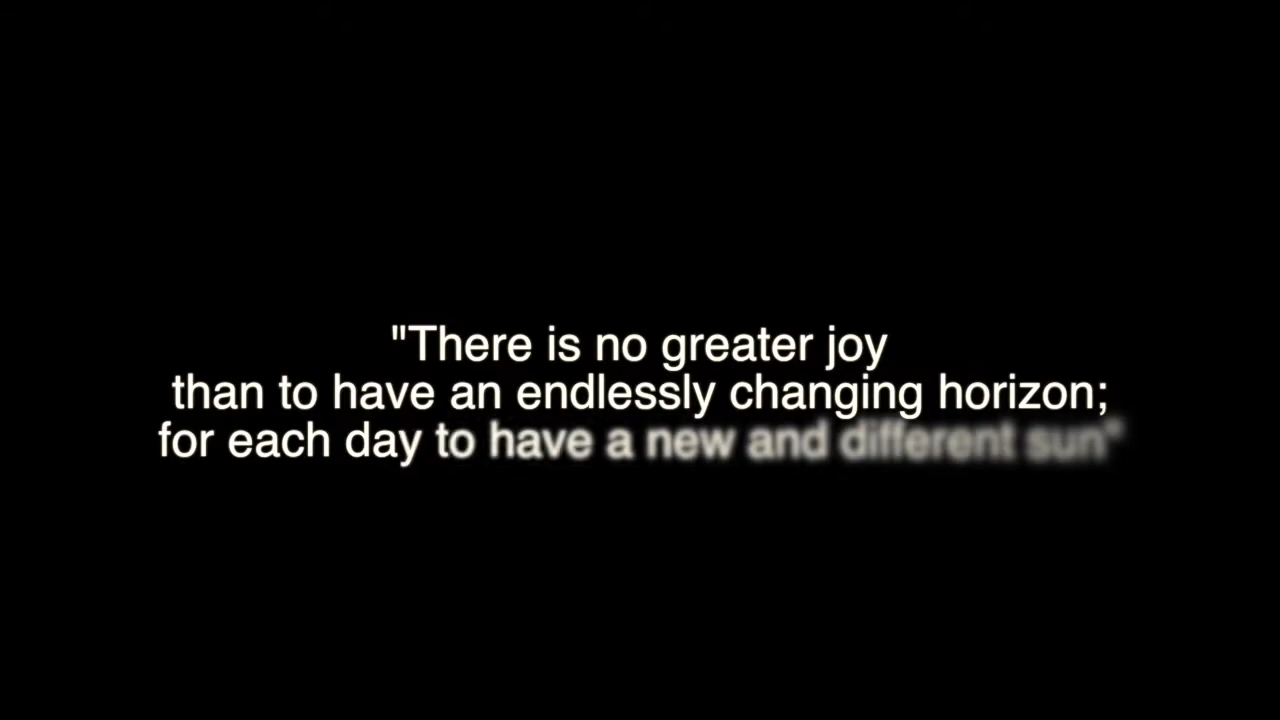 "There is no greater joy
than to have an endlessly changing horizon;
for each day to have a new and different sun"